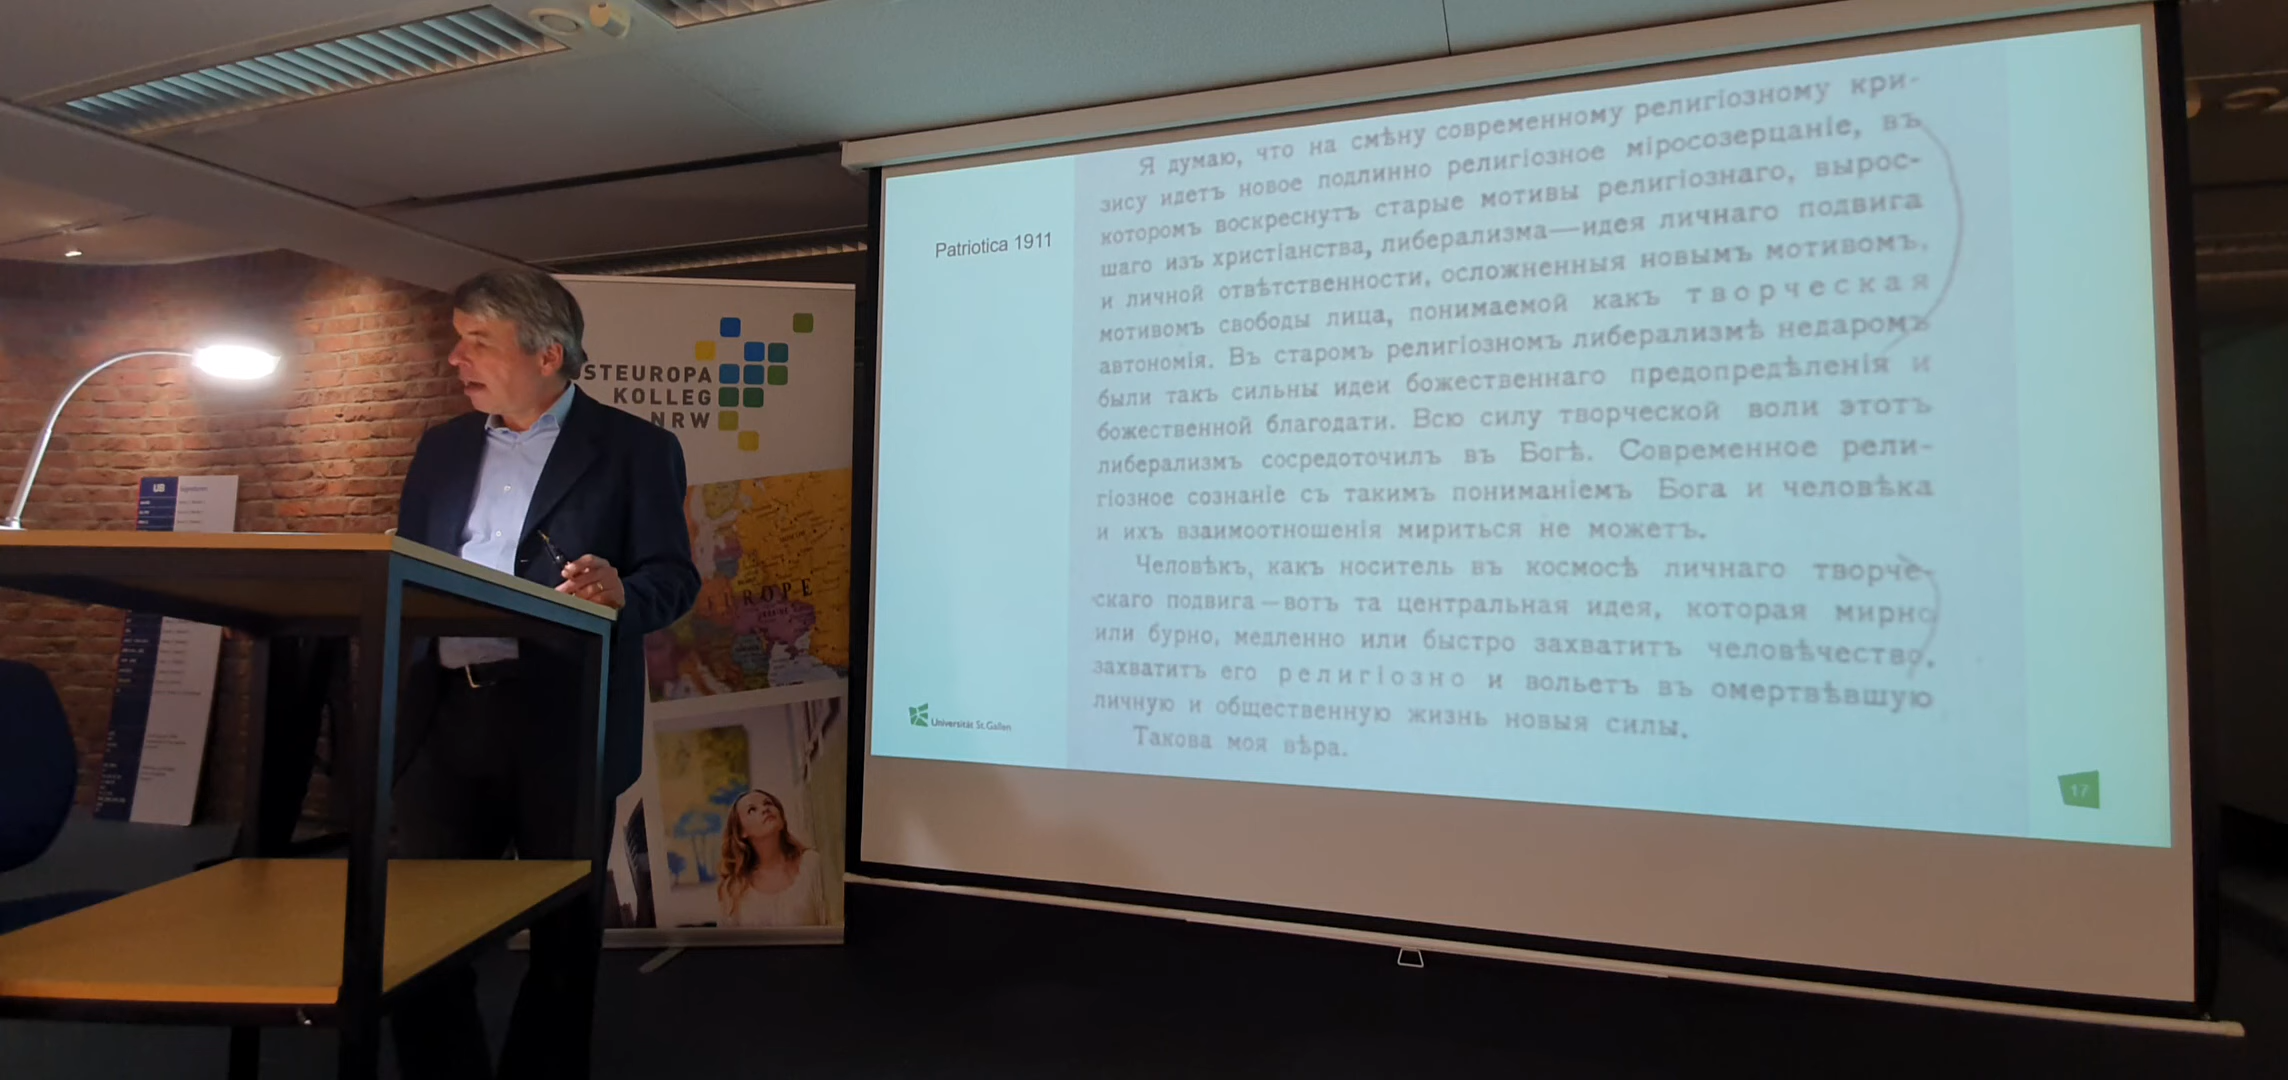 Patriotica 1911
Я думаю, что на смѣну современному религіозному кри-
зису идетъ новое подлинно религіозное міросозерцаніе, въ
которомъ воскреснутъ старые мотивы религіознаго, вырос-
шаго изъ христіанства, либерализма—идея личнаго подвига
и личной отвѣтственности, осложненныя новымъ мотивомъ,
мотивомъ свободы лица, понимаемой какъ творческая
автономія. Въ старомъ религіозномъ либерализмѣ недаромъ
были такъ сильны идеи божественнаго предопредѣленія и
божественной благодати. Всю силу творческой воли этотъ
либерализмъ сосредоточилъ въ Богѣ. Современное рели-
гіозное сознаніе съ такимъ пониманіемъ Бога и человѣка
и ихъ взаимоотношенія мириться не можетъ.
Человѣкъ, какъ носитель въ космосѣ личнаго творче-
скаго подвига—вотъ та центральная идея, которая мирно
или бурно, медленно или быстро захватитъ человѣчество,
захватитъ его религіозно и вольетъ въ омертвѣвшую
личную и общественную жизнь новыя силы.
Такова моя вѣра.
Universität St.Gallen
17
STEUROPA
KOLLEG
NRW
EUROPE
UB